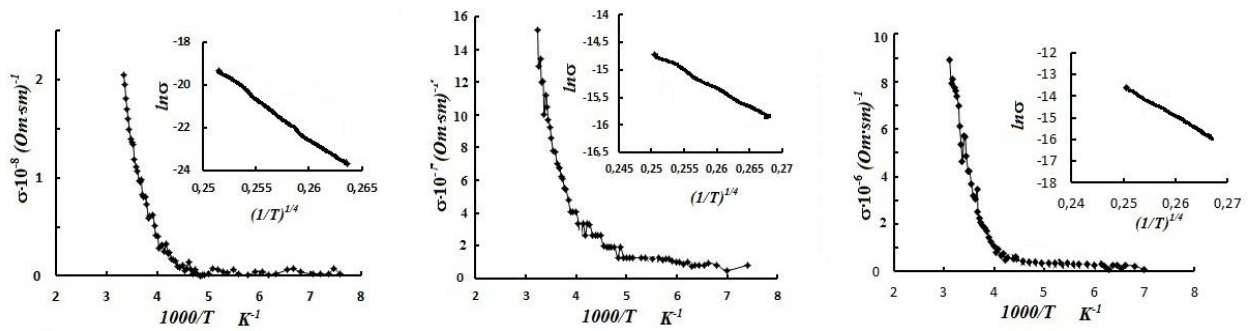 σ·10⁻⁸ (Om·sm)⁻¹
2
1
0
2 3 4 5 6 7 8
1000/T K⁻¹
lnσ
-18
-20
-22
-24
0,25 0,255 0,26 0,265
(1/T)^1/4
σ·10⁻⁷ (Om·sm)⁻¹
16
14
12
10
8
6
4
2
0
2 3 4 5 6 7 8
1000/T K⁻¹
lnσ
-14
-14,5
-15
-15,5
-16
-16,5
0,245 0,25 0,255 0,26 0,265 0,27
(1/T)^1/4
σ·10⁻⁶ (Om·sm)⁻¹
10
8
6
4
2
0
2 3 4 5 6 7 8
1000/T K⁻¹
lnσ
-12
-13
-14
-15
-16
-17
-18
0,24 0,25 0,26 0,27
(1/T)^1/4